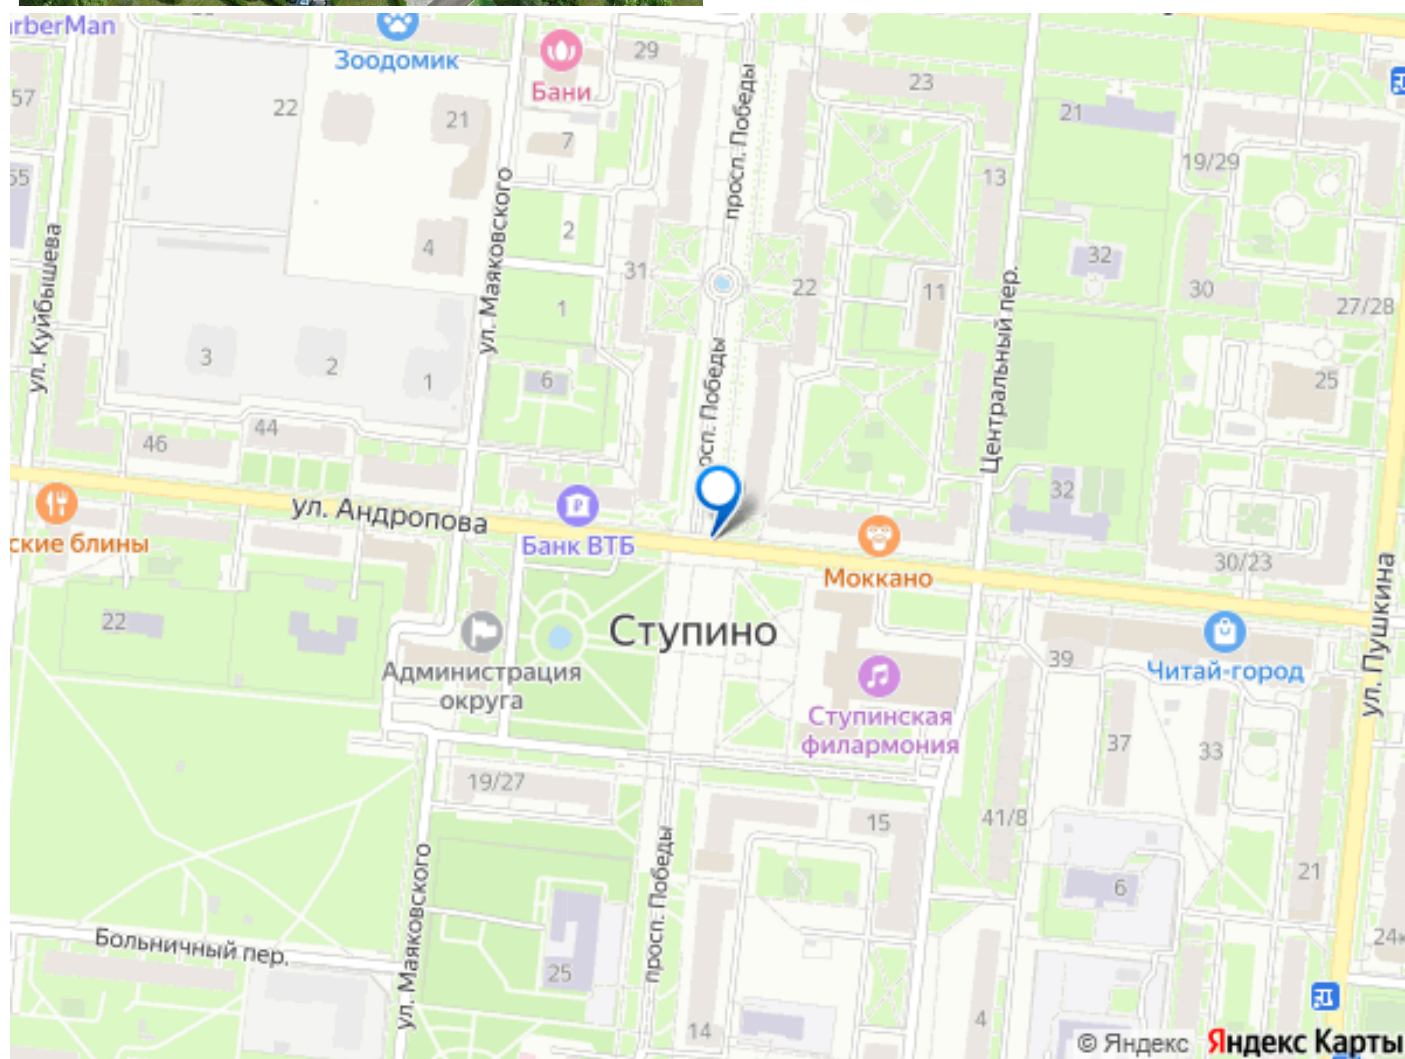 rberMan
Зоодомик
Бани
29
23
57
22
21
7
21
19/29
13
55
ул. Куйбышева
ул. Маяковского
просп. Победы
2
4
31
22
32
11
30
27/28
Центральный пер.
1
3
2
1
6
25
осп. Победы
46
44
32
ул. Андропова
Банк ВТБ
Моккано
ские блины
30/23
22
Ступино
Администрация
округа
39
Читай-город
ул. Пушкина
Ступинская
филармония
37
33
19/27
15
41/8
ул. Маяковского
просп. Победы
6
21
Больничный пер.
25
24к
14
4
© Яндекс Яндекс Карты